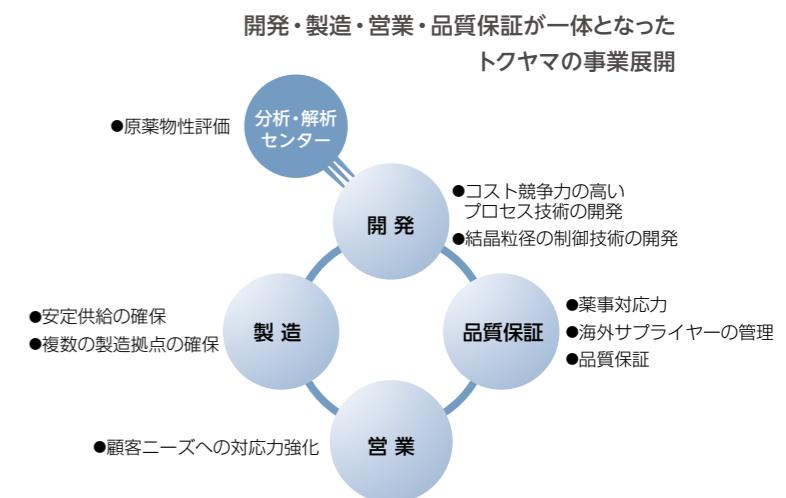 開発・製造・営業・品質保証が一体となった
トクヤマの事業展開
分析・解析
センター
●原薬物性評価
開 発
●コスト競争力の高い
プロセス技術の開発
●結晶粒径の制御技術の開発
製 造
●安定供給の確保
●複数の製造拠点の確保
品質保証
●薬事対応力
●海外サプライヤーの管理
●品質保証
営 業
●顧客ニーズへの対応力強化